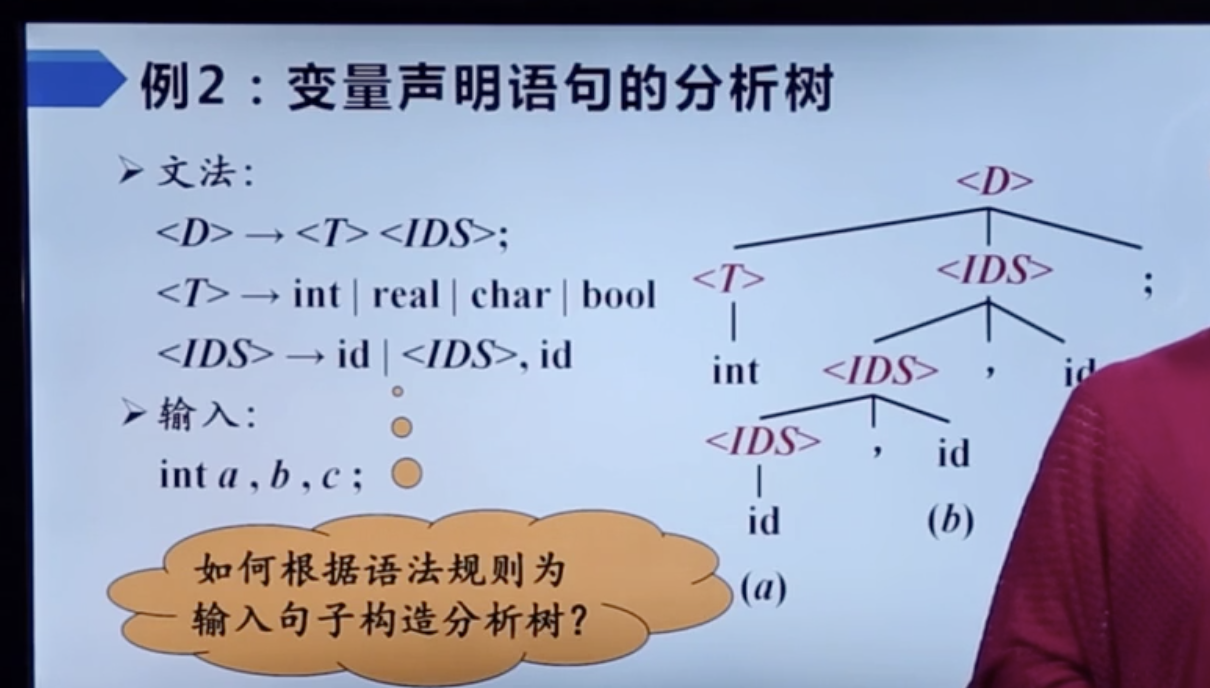 例2：变量声明语句的分析树
➢ 文法：
<D> → <T> <IDS>;
<T> → int | real | char | bool
<IDS> → id | <IDS>, id
➢ 输入：
int a , b , c ;
如何根据语法规则为
输入句子构造分析树？
<D>
<T> <IDS> ;
int <IDS> , id
<IDS> , id
id (b)
(a)